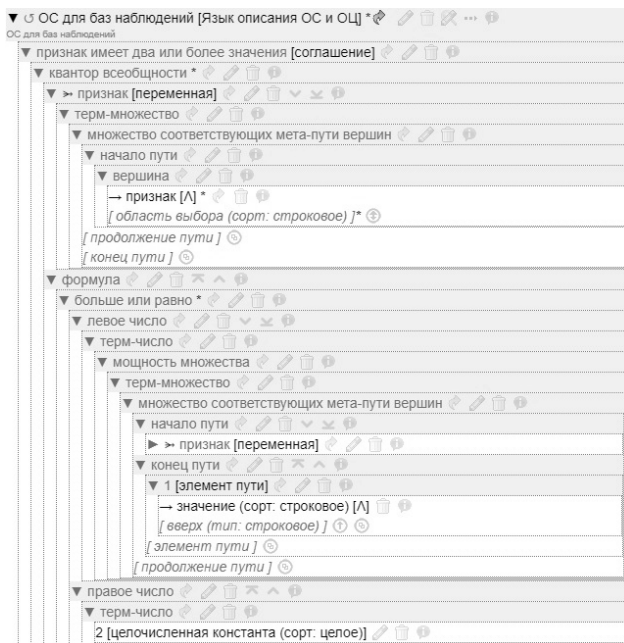 ОС для баз наблюдений [Язык описания ОС и ОЦ] *
ОС для баз наблюдений
признак имеет два или более значения [соглашение]
квантор всеобщности *
признак [переменная]
терм-множество
множество соответствующих мета-пути вершин
начало пути
вершина
→ признак [Λ] *
[ область выбора (сорт: строковое) ]*
[ продолжение пути ]
[ конец пути ]
формула
больше или равно *
левое число
терм-число
мощность множества
терм-множество
множество соответствующих мета-пути вершин
начало пути
признак [переменная]
конец пути
1 [элемент пути]
→ значение (сорт: строковое) [Λ]
[ вверх (тип: строковое) ]
[ элемент пути ]
[ продолжение пути ]
правое число
терм-число
2 [целочисленная константа (сорт: целое)]